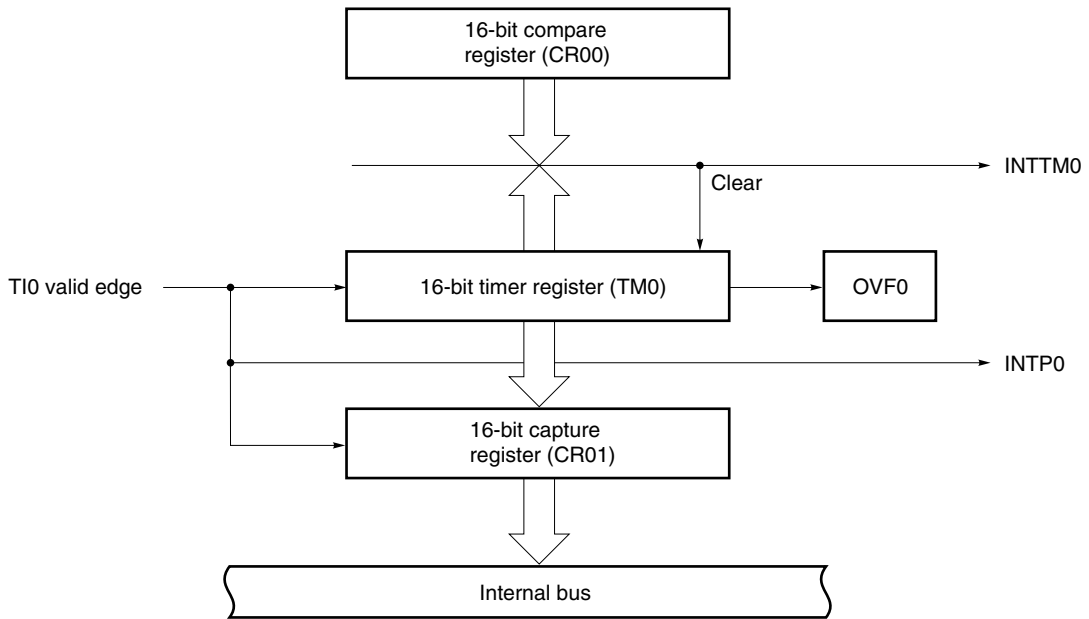 16-bit compare
register (CR00)
INTTM0
Clear
TI0 valid edge
16-bit timer register (TM0)
OVF0
INTP0
16-bit capture
register (CR01)
Internal bus